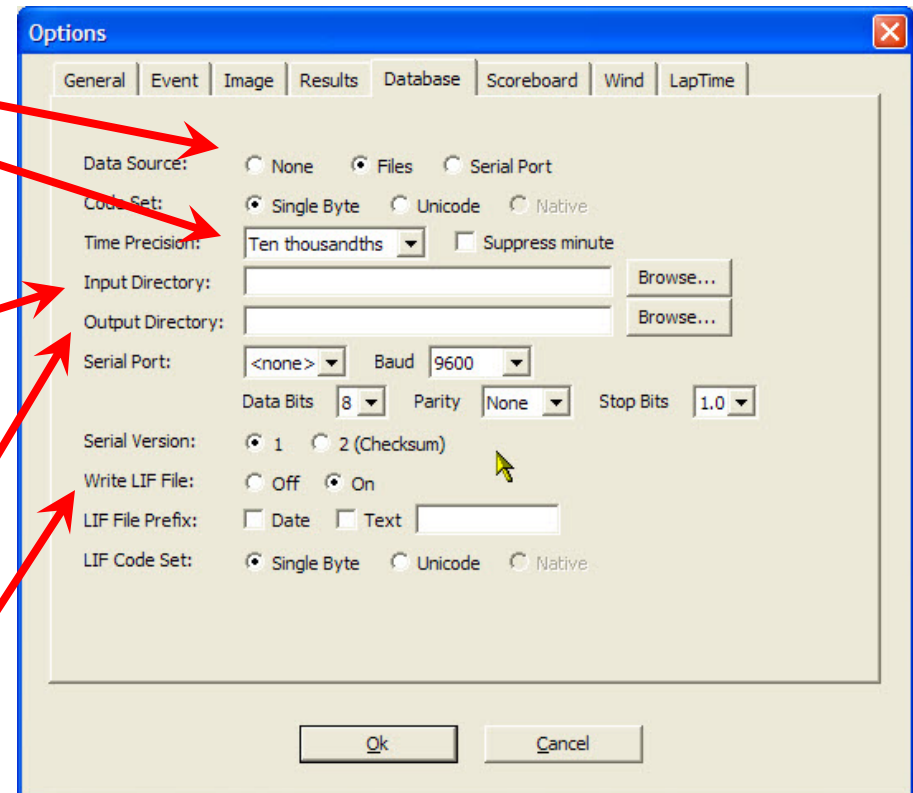 Options
General Event Image Results Database Scoreboard Wind LapTime
Data Source: None Files Serial Port
Code Set: Single Byte Unicode Native
Time Precision: Ten thousandths Suppress minute
Input Directory: Browse...
Output Directory: Browse...
Serial Port: <none> Baud 9600
Data Bits 8 Parity None Stop Bits 1.0
Serial Version: 1 2 (Checksum)
Write LIF File: Off On
LIF File Prefix: Date Text
LIF Code Set: Single Byte Unicode Native
Ok Cancel